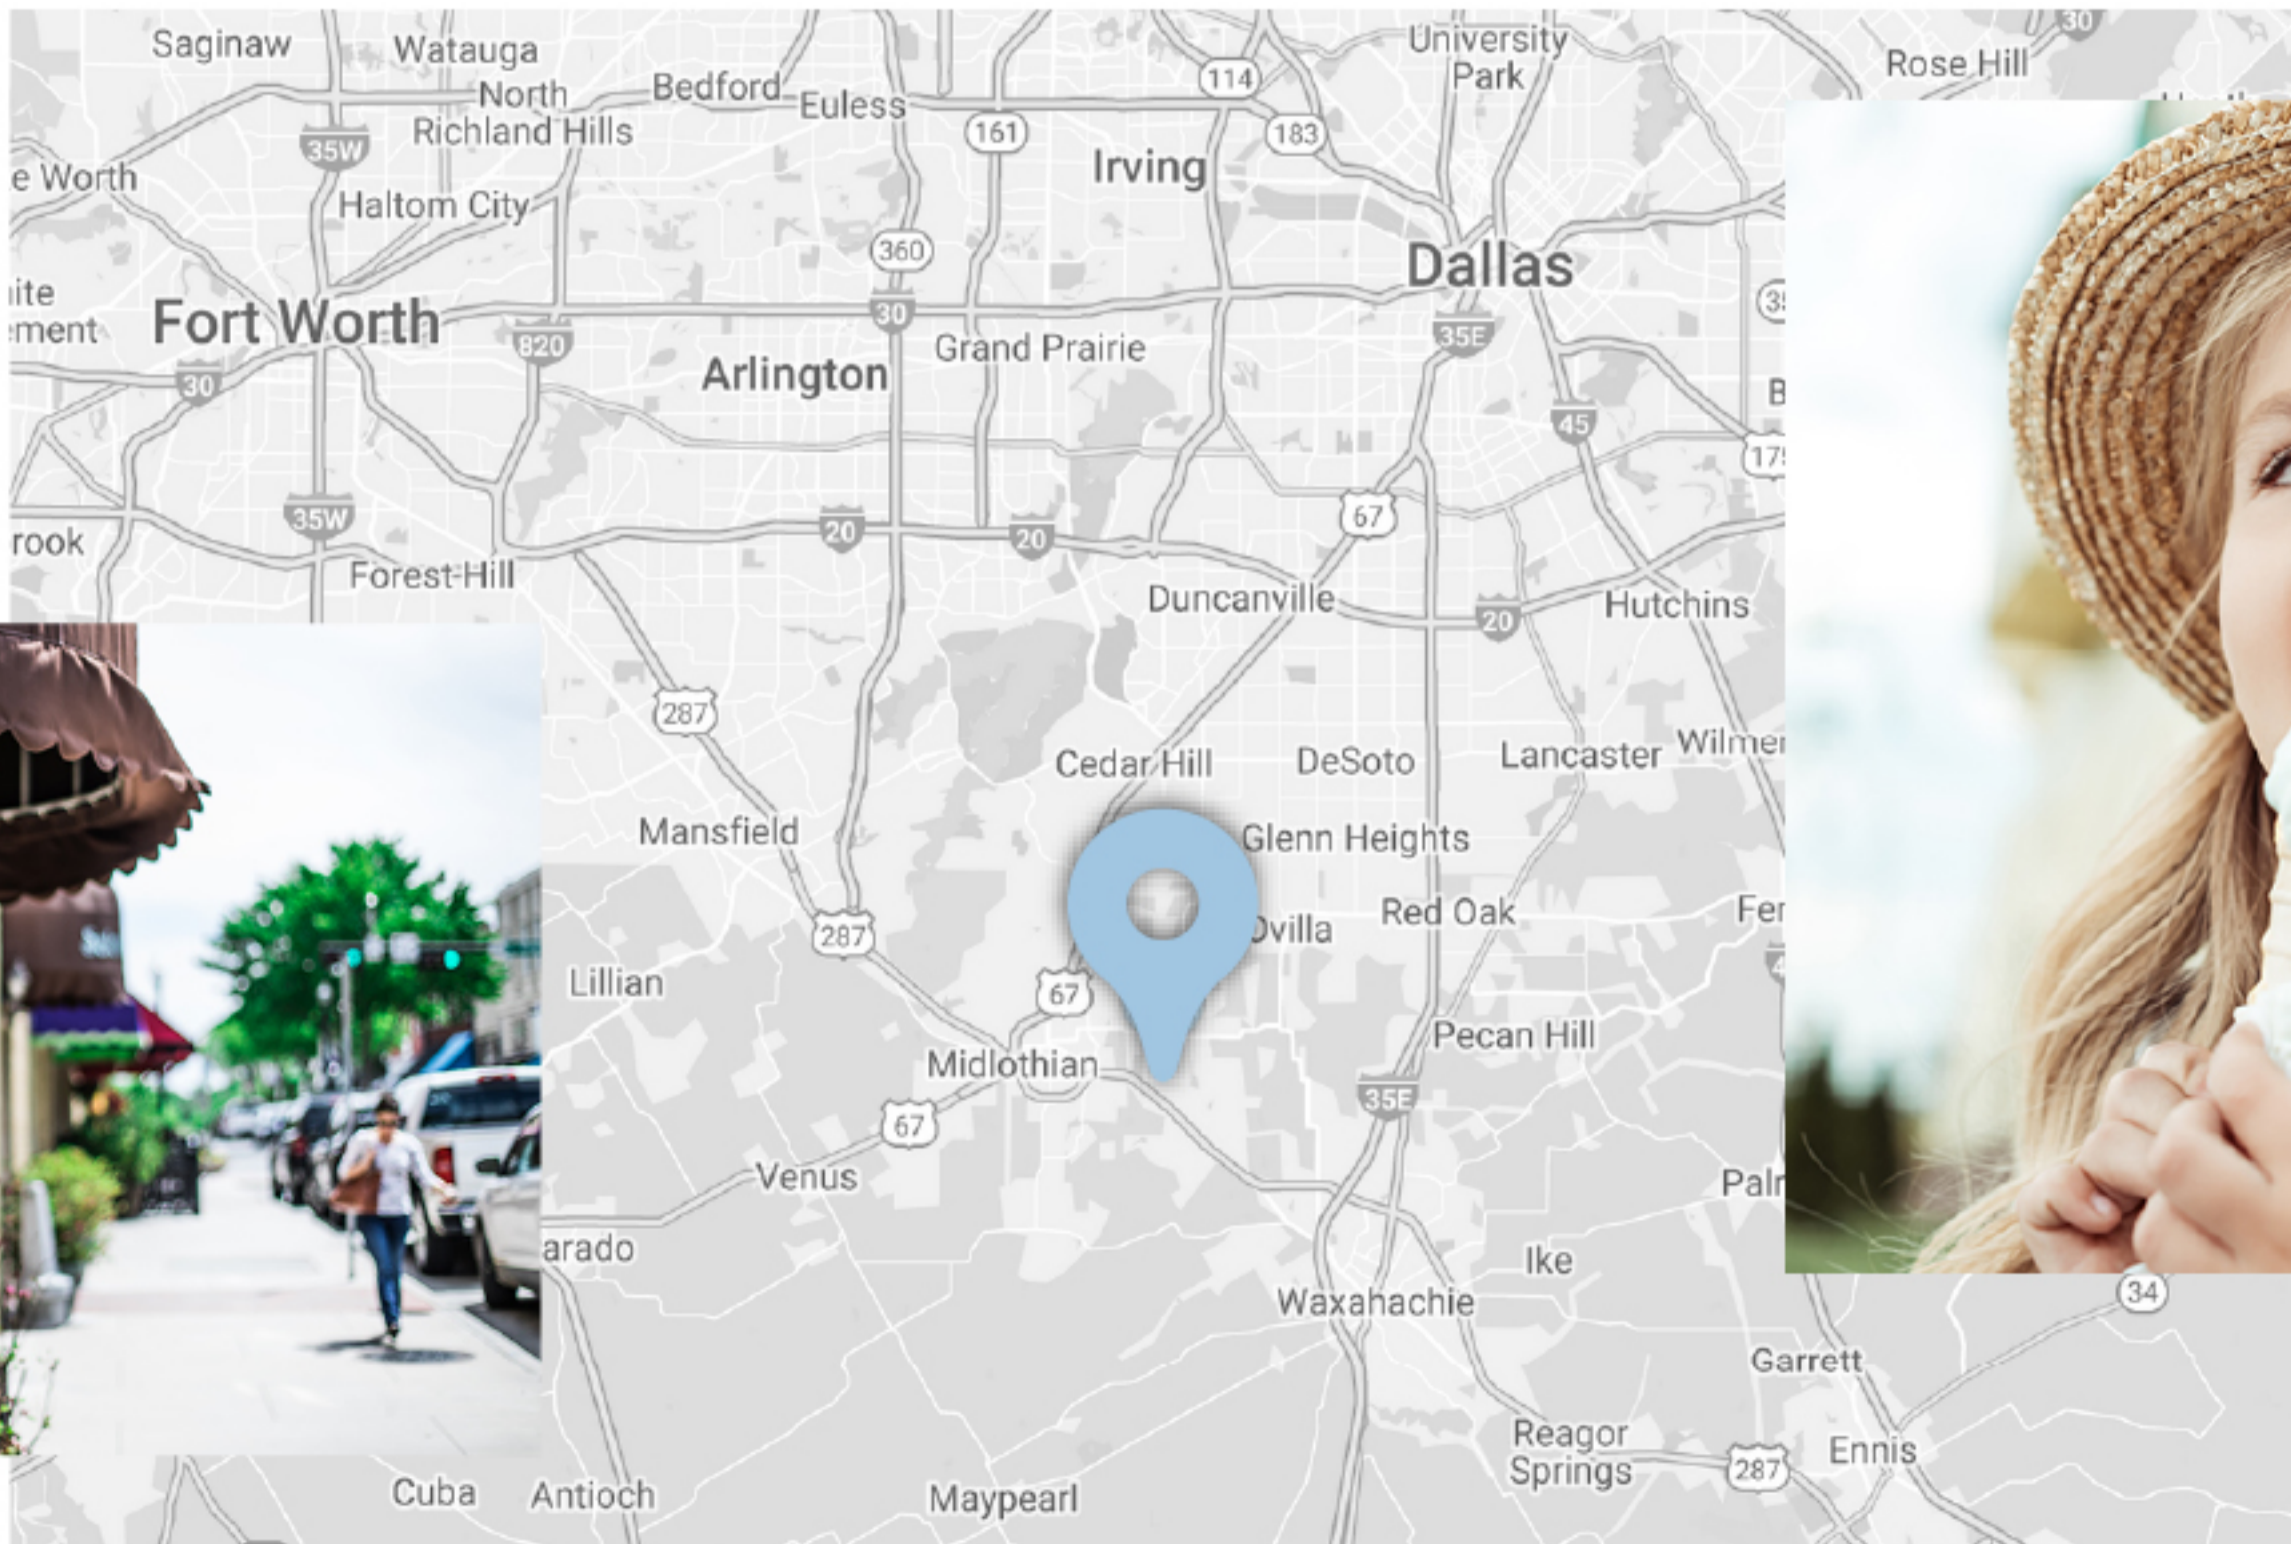 Saginaw
Watauga
University
Park
30
Rose Hill
114
Bedford
North
Richland Hills
Euless
161
183
35W
Irving
e Worth
Haltom City
360
Dallas
ite
ement
Fort Worth
30
820
Grand Prairie
35E
Arlington
30
45
67
35W
20
20
rook
Forest-Hill
Duncanville
20
Hutchins
287
Cedar Hill
DeSoto
Lancaster
Wilmer
Mansfield
Glenn Heights
287
Ovilla
Red Oak
Fer
Lillian
67
Midlothian
Pecan Hill
35E
67
Venus
Palr
arado
Ike
Waxahachie
34
Garrett
Reagor
Springs
287
Ennis
Cuba
Antioch
Maypearl